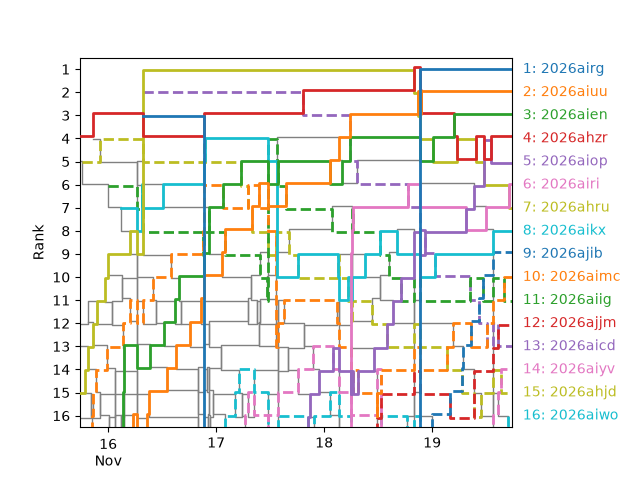 Rank
1
2
3
4
5
6
7
8
9
10
11
12
13
14
15
16
16
17
18
19
Nov
1: 2026airg
2: 2026aiuu
3: 2026aien
4: 2026ahzr
5: 2026aiop
6: 2026airi
7: 2026ahru
8: 2026aikx
9: 2026ajib
10: 2026aimc
11: 2026aiig
12: 2026ajjm
13: 2026aicd
14: 2026aiyv
15: 2026ahjd
16: 2026aiwo